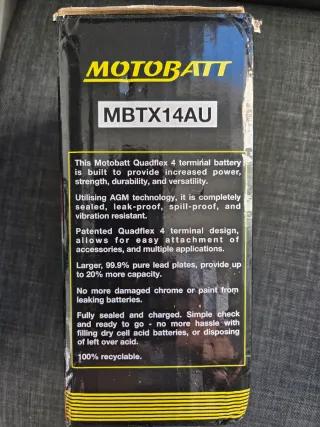 MOTOBATT
MBTX14AU
This Motobatt Quadflex 4 terminal battery
is built to provide increased power,
strength, durability, and versatility.
Utilising AGM technology, it is completely
sealed, leak-proof, spill-proof, and
vibration resistant.
Patented Quadflex 4 terminal design,
allows for easy attachment of
accessories, and multiple applications.
Larger, 99.9% pure lead plates, provide up
to 20% more capacity.
No more damaged chrome or paint from
leaking batteries.
Fully sealed and charged. Simple check
and ready to go - no more hassle with
filling dry cell acid batteries, or disposing
of left over acid.
100% recyclable.